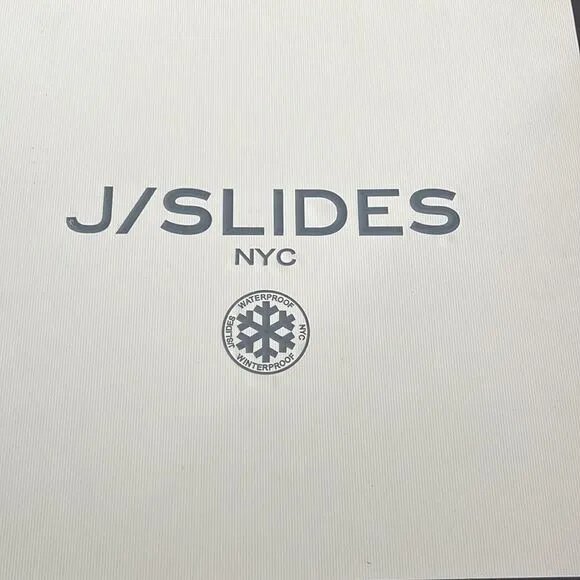 J/SLIDES
NYC
WATERPROOF
J/SLIDES
NYC
WINTERPROOF